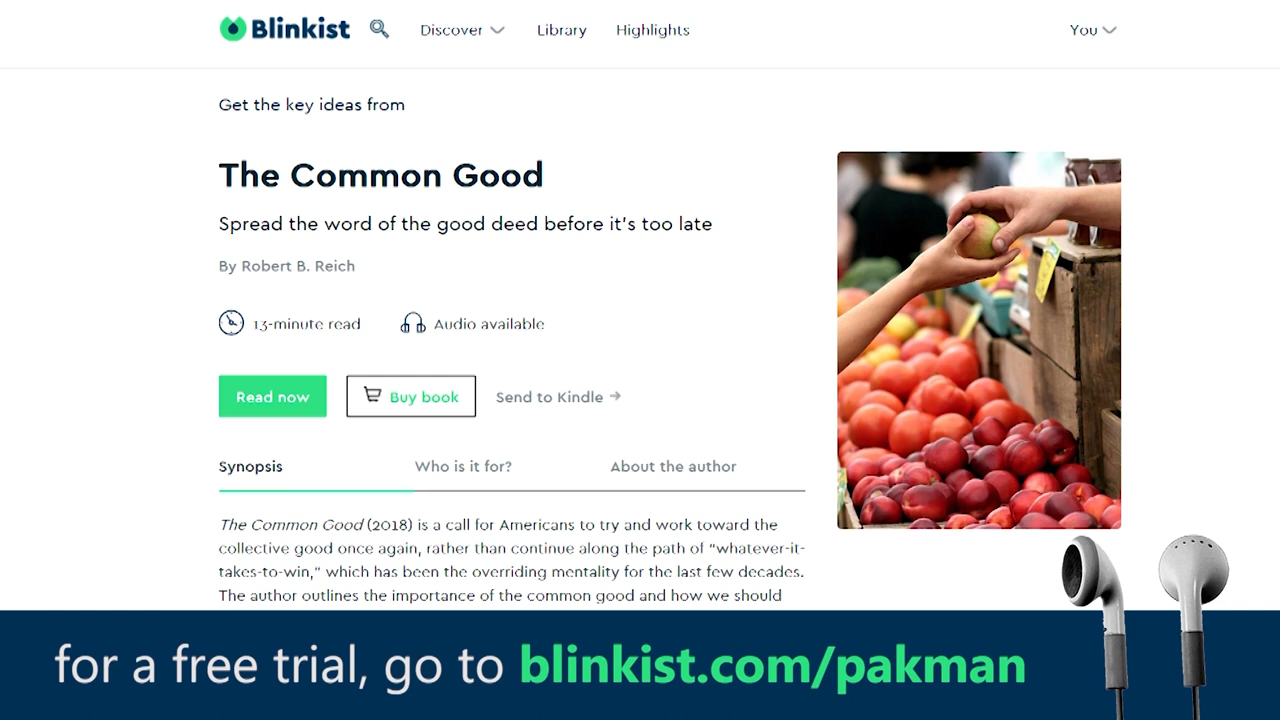 Blinkist
Discover
Library
Highlights
You
Get the key ideas from
The Common Good
Spread the word of the good deed before it's too late
By Robert B. Reich
13-minute read
Audio available
Read now
Buy book
Send to Kindle →
Synopsis
Who is it for?
About the author
The Common Good (2018) is a call for Americans to try and work toward the
collective good once again, rather than continue along the path of "whatever-it-
takes-to-win," which has been the overriding mentality for the last few decades.
The author outlines the importance of the common good and how we should
for a free trial, go to blinkist.com/pakman